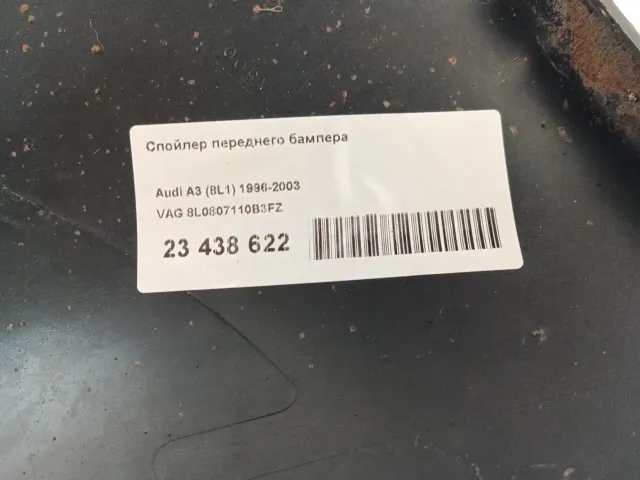 Спойлер переднего бампера
Audi A3 (8L1) 1996-2003
VAG 8L0807110B3FZ
23 438 622